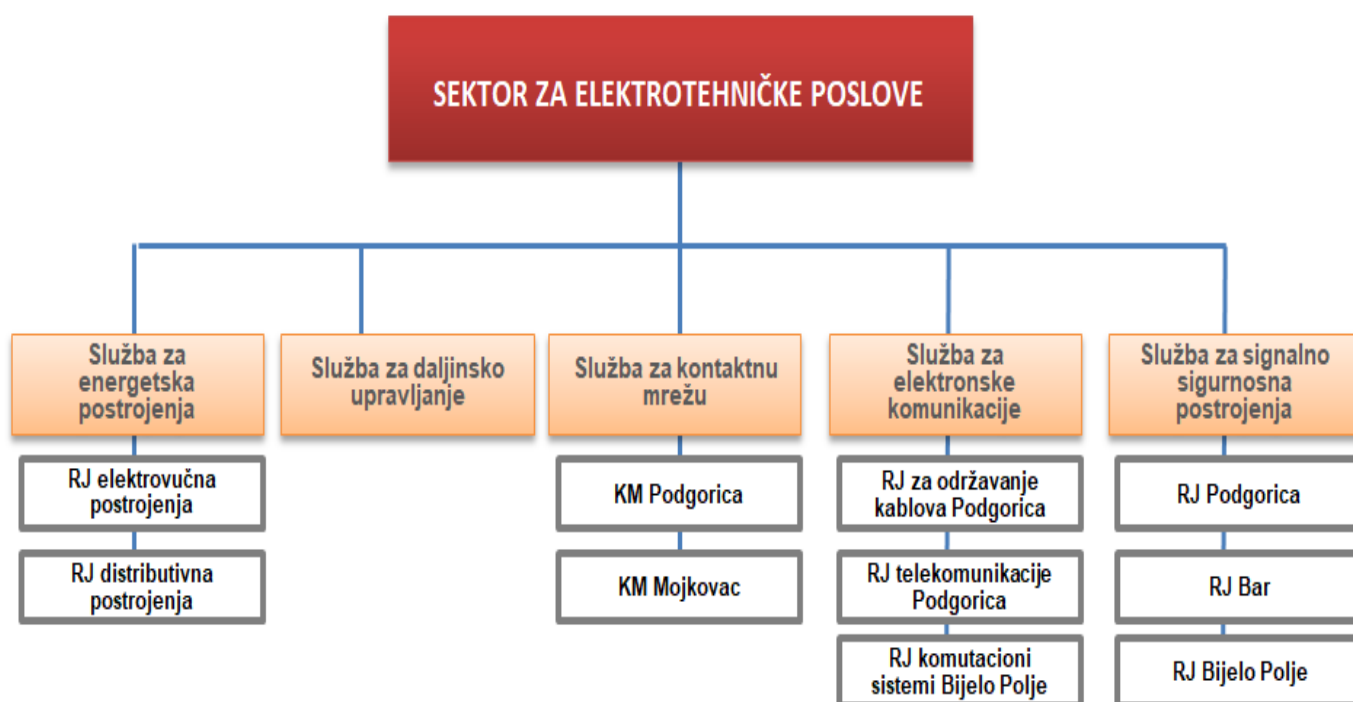 SEKTOR ZA ELEKTROTEHNIČKE POSLOVE
Služba za
energetska
postrojenja
Služba za daljinsko
upravljanje
Služba za kontaktnu
mrežu
Služba za
elektronske
komunikacije
Služba za signalno
sigurnosna
postrojenja
RJ elektrovučna
postrojenja
RJ distributivna
postrojenja
KM Podgorica
KM Mojkovac
RJ za održavanje
kablova Podgorica
RJ telekomunikacije
Podgorica
RJ komutacioni
sistemi Bijelo Polje
RJ Podgorica
RJ Bar
RJ Bijelo Polje